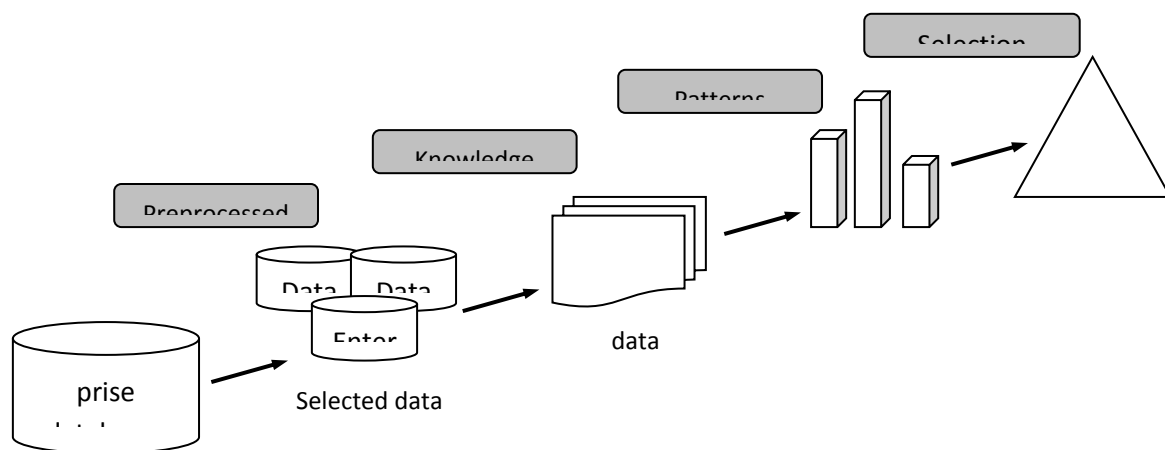 Selection
Patterns
Knowledge
Preprocessed
Data
Data
Enter
data
prise
Selected data